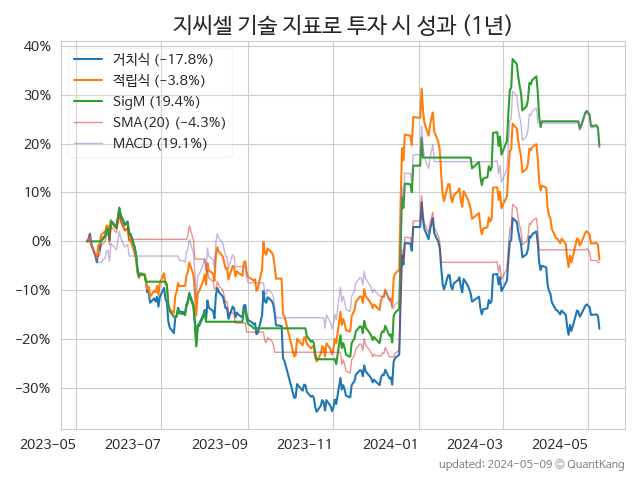 지씨셀 기술 지표로 투자 시 성과 (1년)
40%
30%
20%
10%
0%
−10%
−20%
−30%
거치식 (−17.8%)
적립식 (−3.8%)
SigM (19.4%)
SMA(20) (−4.3%)
MACD (19.1%)
2023-05
2023-07
2023-09
2023-11
2024-01
2024-03
2024-05
updated: 2024-05-09 © QuantKang